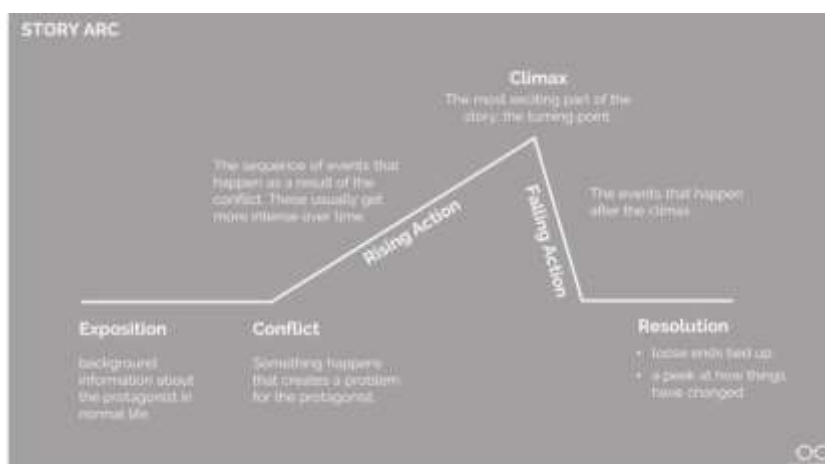 STORY ARC
Climax
The most exciting part of the
story; the turning point
The sequence of events that
happen as a result of the
conflict. These usually get
more intense over time.
Rising Action
Falling Action
The events that happen
after the climax
Exposition
background
information about
the protagonist in
normal life
Conflict
Something happens
that creates a problem
for the protagonist.
Resolution
• loose ends tied up
• a peek at how things
have changed